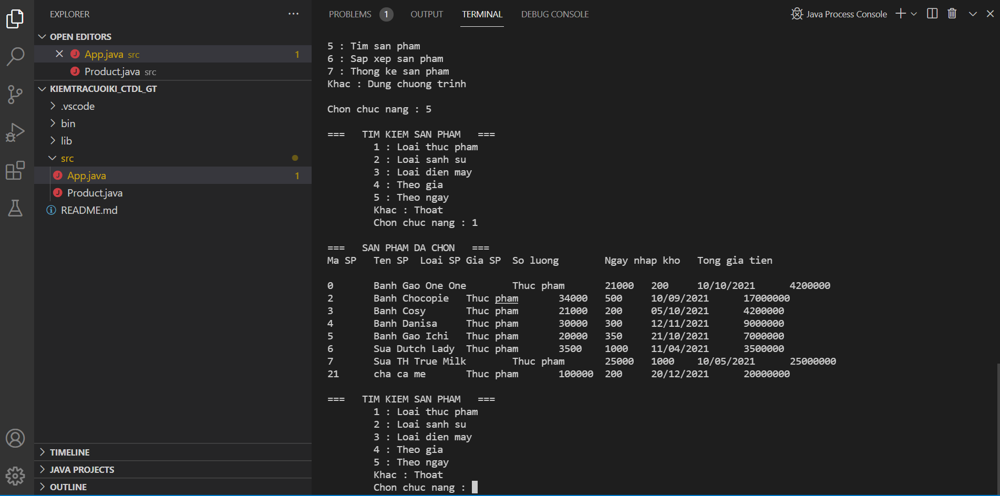 EXPLORER
OPEN EDITORS
App.java src 1
Product.java src
KIEMTRACUOIKI_CTDL_GT
.vscode
bin
lib
src
App.java 1
Product.java
README.md
TIMELINE
JAVA PROJECTS
OUTLINE
PROBLEMS 1 OUTPUT TERMINAL DEBUG CONSOLE Java Process Console
5 : Tim san pham
6 : Sap xep san pham
7 : Thong ke san pham
Khac : Dung chuong trinh
Chon chuc nang : 5
=== TIM KIEM SAN PHAM ===
1 : Loai thuc pham
2 : Loai sanh su
3 : Loai dien may
4 : Theo gia
5 : Theo ngay
Khac : Thoat
Chon chuc nang : 1
=== SAN PHAM DA CHON ===
Ma SP Ten SP Loai SP Gia SP So luong Ngay nhap kho Tong gia tien
0 Banh Gao One One Thuc pham 21000 200 10/10/2021 4200000
2 Banh Chocopie Thuc pham 34000 500 10/09/2021 17000000
3 Banh Cosy Thuc pham 21000 200 05/10/2021 4200000
4 Banh Danisa Thuc pham 30000 300 12/11/2021 9000000
5 Banh Gao Ichi Thuc pham 20000 350 21/10/2021 7000000
6 Sua Dutch Lady Thuc pham 3500 1000 11/04/2021 3500000
7 Sua TH True Milk Thuc pham 25000 1000 10/05/2021 25000000
21 cha ca me Thuc pham 100000 200 20/12/2021 20000000
=== TIM KIEM SAN PHAM ===
1 : Loai thuc pham
2 : Loai sanh su
3 : Loai dien may
4 : Theo gia
5 : Theo ngay
Khac : Thoat
Chon chuc nang :